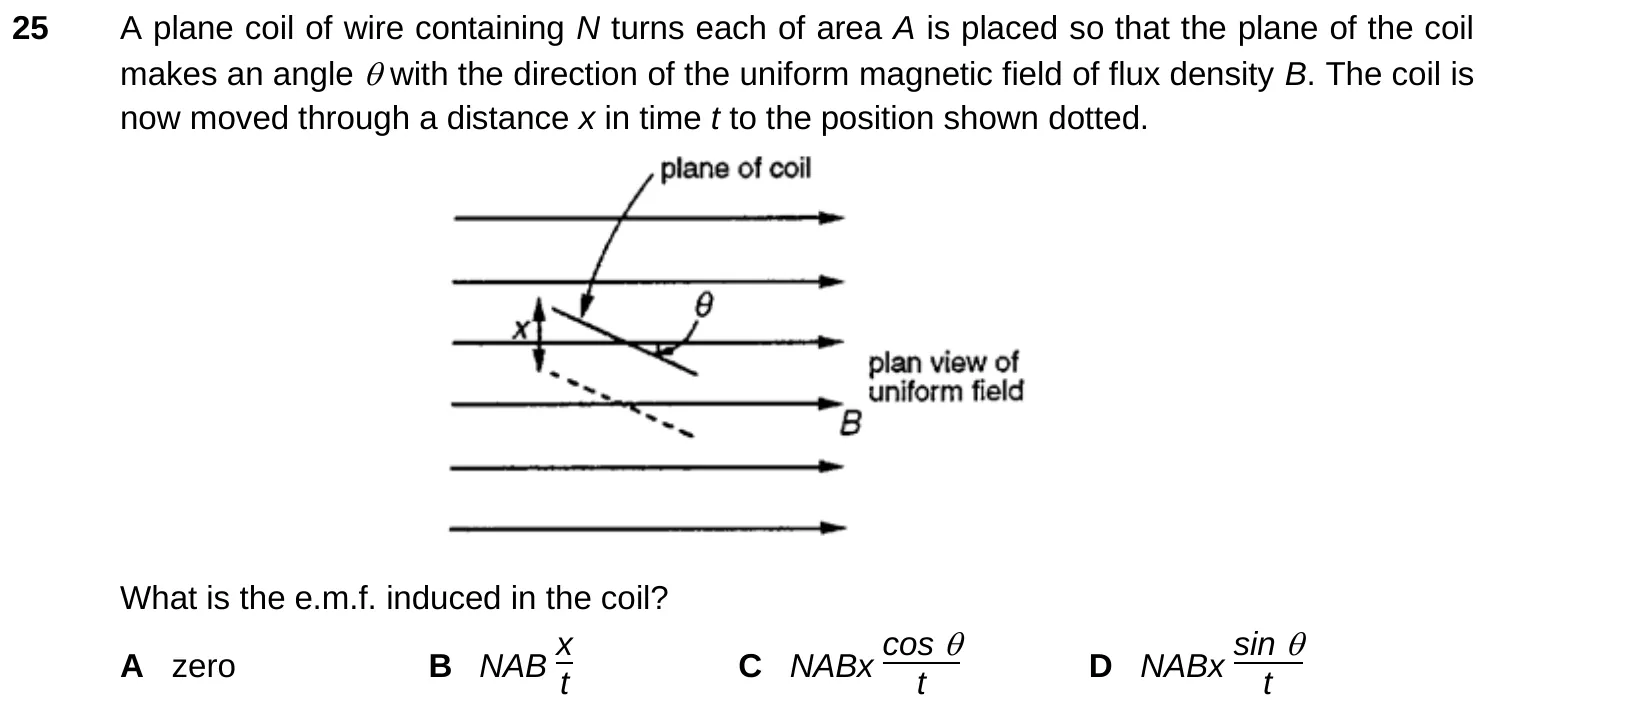 25 A plane coil of wire containing N turns each of area A is placed so that the plane of the coil
makes an angle θ with the direction of the uniform magnetic field of flux density B. The coil is
now moved through a distance x in time t to the position shown dotted.
plane of coil
θ
x
plan view of
uniform field
B
What is the e.m.f. induced in the coil?
A zero B NAB x/t C NABx cos θ/t D NABx sin θ/t